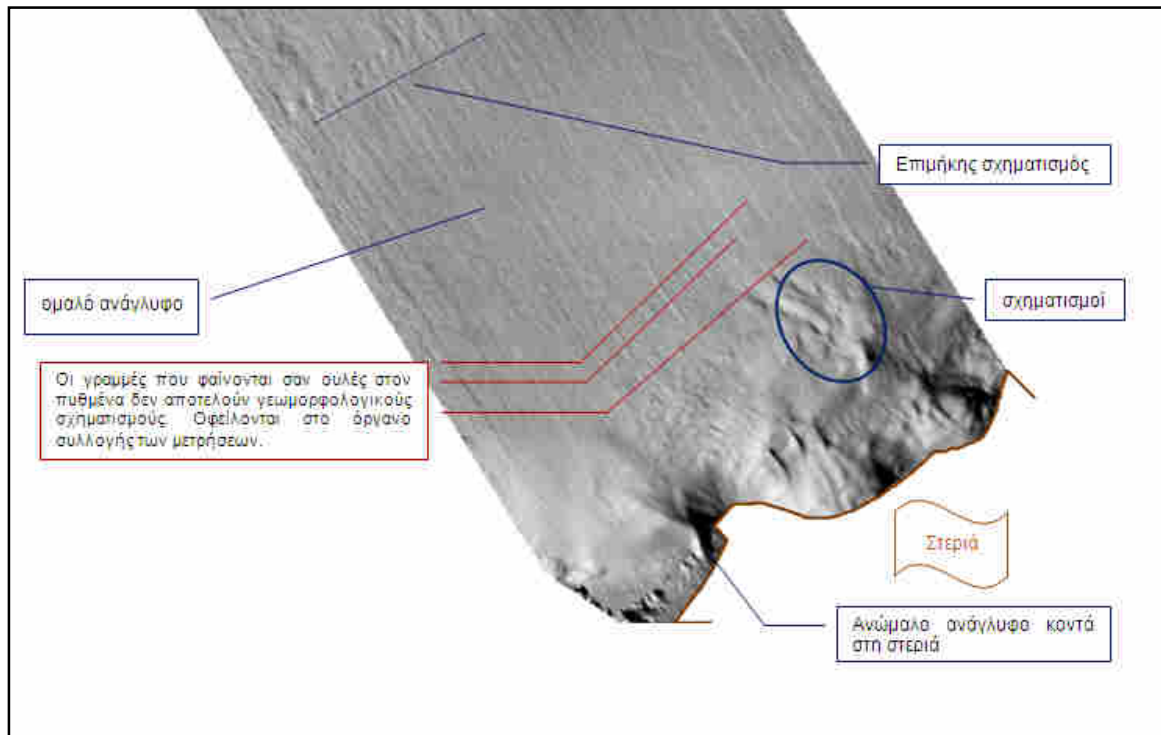 Επιμήκης σχηματισμός
ομαλό ανάγλυφο
σχηματισμοί
Οι γραμμές που φαίνονται σαν ουλές στον
πυθμένα δεν αποτελούν γεωμορφολογικούς
σχηματισμούς. Οφείλονται στο όργανο
συλλογής των μετρήσεων.
Στεριά
Ανώμαλο ανάγλυφο κοντά
στη στεριά